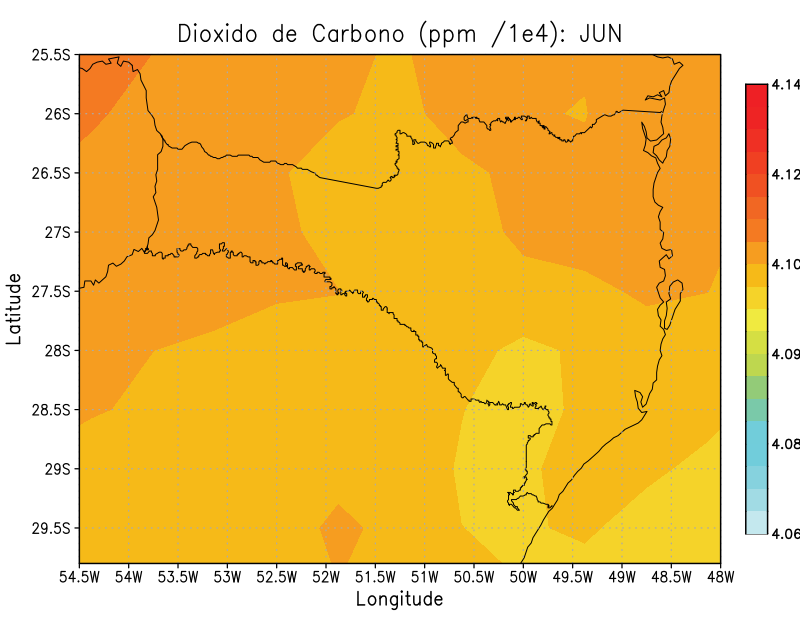 Dioxido de Carbono (ppm /1e4): JUN
25.5S
26S
26.5S
27S
27.5S
28S
28.5S
29S
29.5S
Latitude
54.5W 54W 53.5W 53W 52.5W 52W 51.5W 51W 50.5W 50W 49.5W 49W 48.5W 48W
Longitude
4.14
4.12
4.10
4.09
4.08
4.06